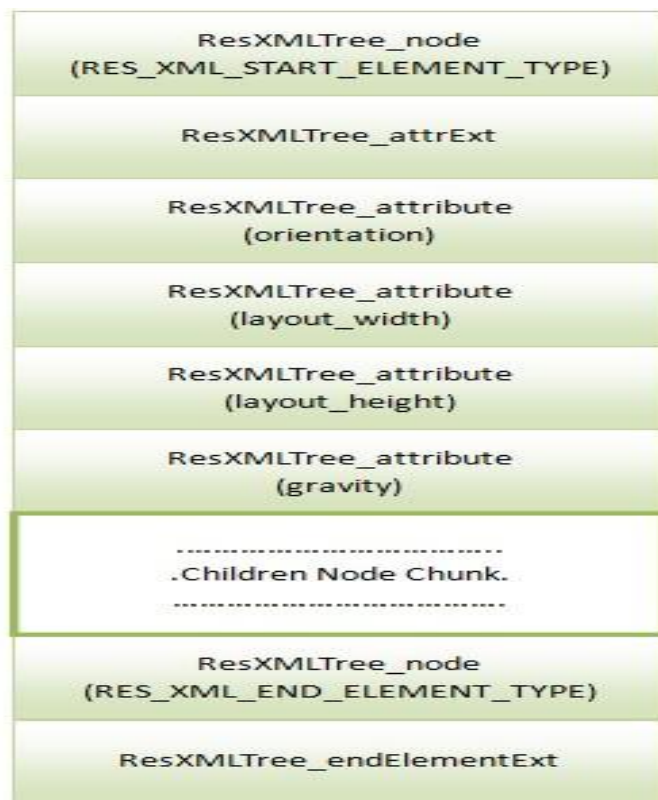 ResXMLTree_node
(RES_XML_START_ELEMENT_TYPE)
ResXMLTree_attrExt
ResXMLTree_attribute
(orientation)
ResXMLTree_attribute
(layout_width)
ResXMLTree_attribute
(layout_height)
ResXMLTree_attribute
(gravity)
.Children Node Chunk.
ResXMLTree_node
(RES_XML_END_ELEMENT_TYPE)
ResXMLTree_endElementExt